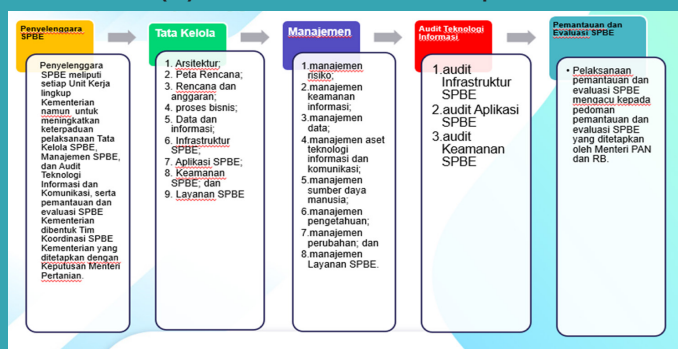 Penyelenggara
SPBE
Penyelenggara
SPBE meliputi
setiap Unit Kerja
lingkup
Kementerian
namun untuk
meningkatkan
keterpaduan
pelaksanaan Tata
Kelola SPBE,
Manajemen SPBE,
dan Audit
Teknologi
Informasi dan
Komunikasi, serta
pemantauan dan
evaluasi SPBE
Kementerian
dibentuk Tim
Koordinasi SPBE
Kementerian yang
ditetapkan dengan
Keputusan Menteri
Pertanian.
Tata Kelola
1. Arsitektur;
2. Peta Rencana;
3. Rencana dan
anggaran;
4. proses bisnis;
5. Data dan
informasi;
6. Infrastruktur
SPBE;
7. Aplikasi SPBE;
8. Keamanan
SPBE; dan
9. Layanan SPBE
Manajemen
1.manajemen
risiko;
2.manajemen
keamanan
informasi;
3.manajemen
data;
4.manajemen aset
teknologi
informasi dan
komunikasi;
5.manajemen
sumber daya
manusia;
6.manajemen
pengetahuan;
7.manajemen
perubahan; dan
8.manajemen
Layanan SPBE.
Audit Teknologi
Informasi
1.audit
Infrastruktur
SPBE
2.audit Aplikasi
SPBE
3.audit
Keamanan
SPBE
Pemantauan dan
Evaluasi SPBE
• Pelaksanaan
pemantauan dan
evaluasi SPBE
mengacu kepada
pedoman
pemantauan dan
evaluasi SPBE
yang ditetapkan
oleh Menteri PAN
dan RB.